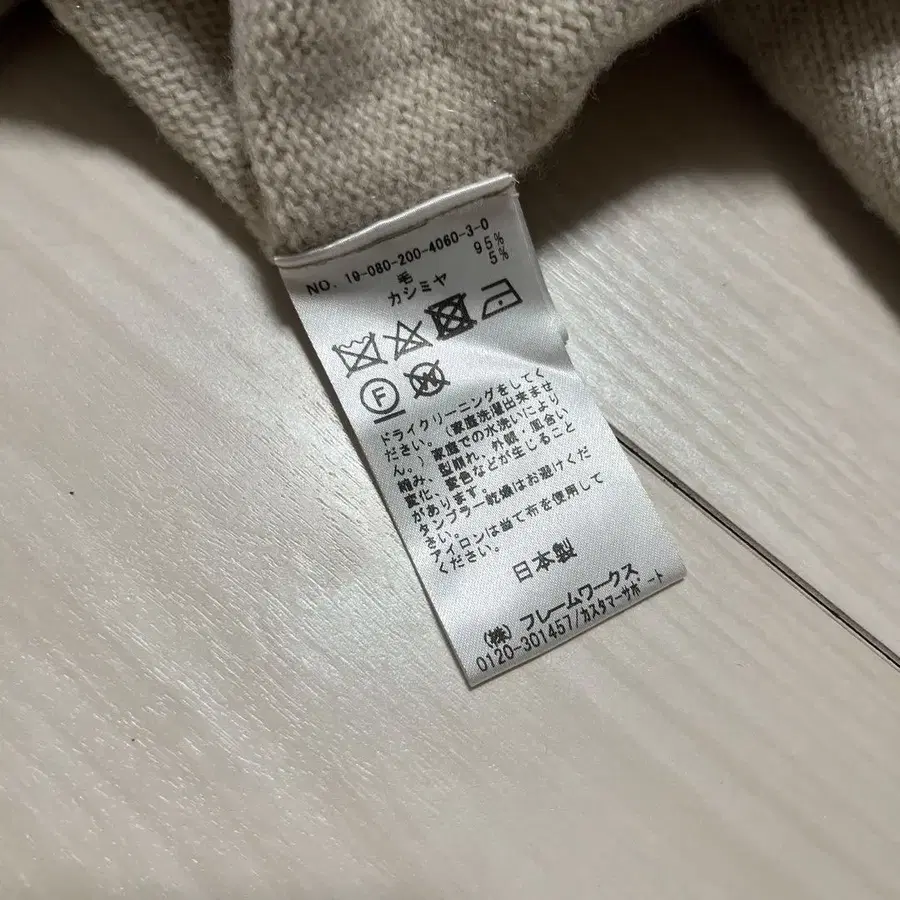 NO. 19-080-200-4060-3-0
毛 95%
カシミヤ 5%
F
W
ドライクリーニングをしてく
ださい。(家庭洗濯出来ませ
ん。)家庭での水洗いにより
縮み、型崩れ、外観・風合い
変化、変色などが生じること
があります。
タンブラー乾燥はお避けくだ
さい。
アイロンは当て布を使用して
ください。
日本製
(株)フレームワークス
0120-301457/カスタマーサポート